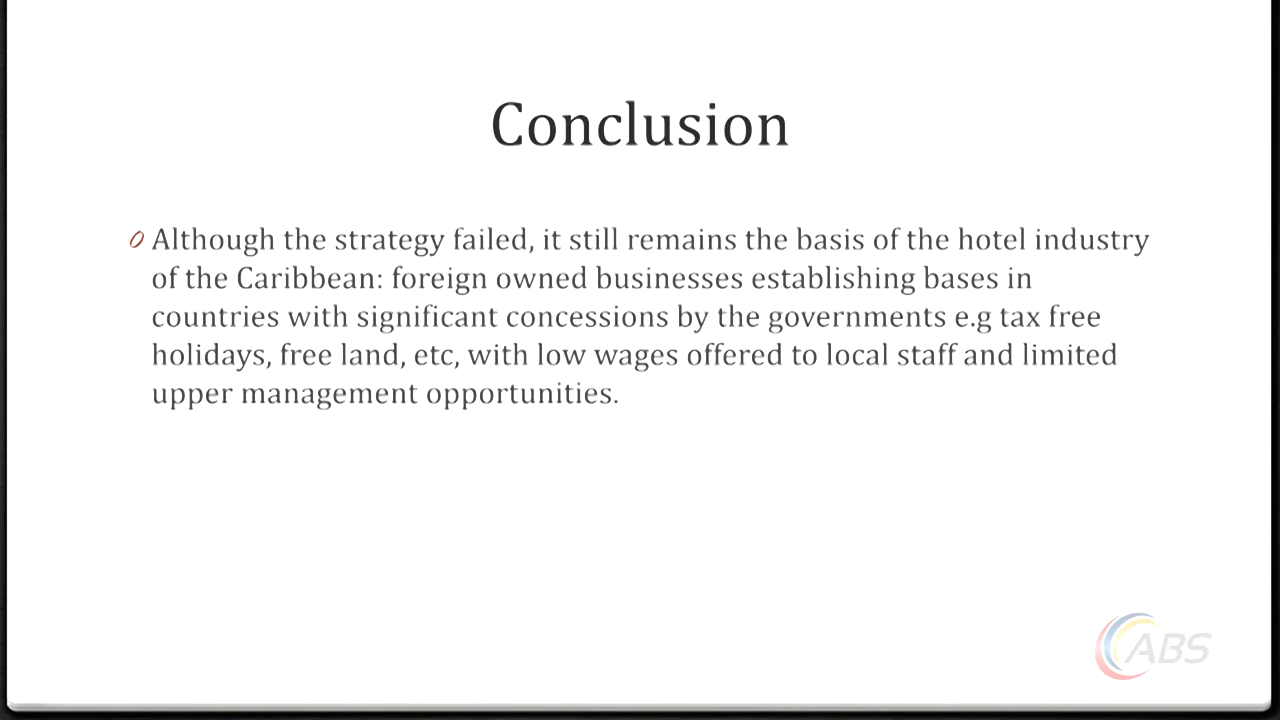 Conclusion
Although the strategy failed, it still remains the basis of the hotel industry
of the Caribbean: foreign owned businesses establishing bases in
countries with significant concessions by the governments e.g tax free
holidays, free land, etc, with low wages offered to local staff and limited
upper management opportunities.
ABS